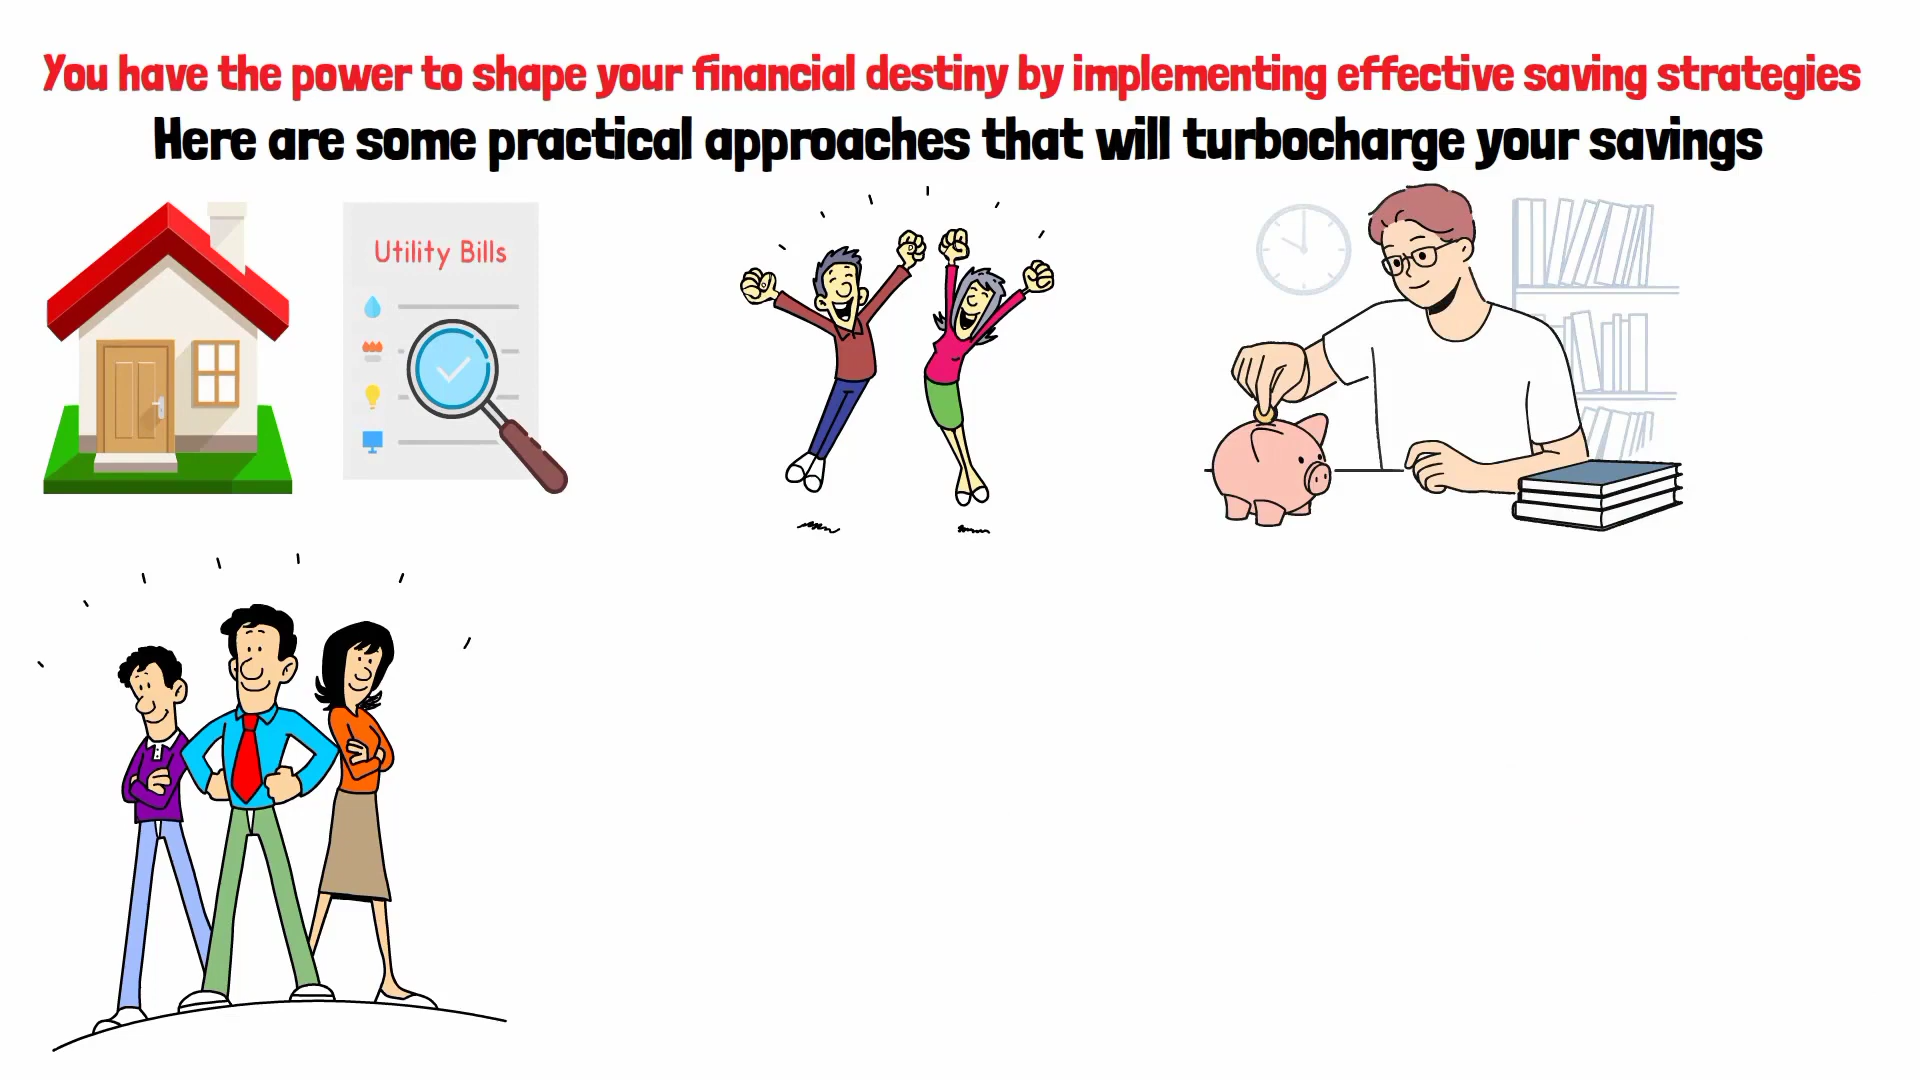 You have the power to shape your financial destiny by implementing effective saving strategies
Here are some practical approaches that will turbocharge your savings
Utility Bills